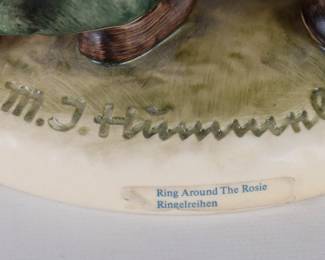 M.J. Hummel
Ring Around The Rosie
Ringelreihen